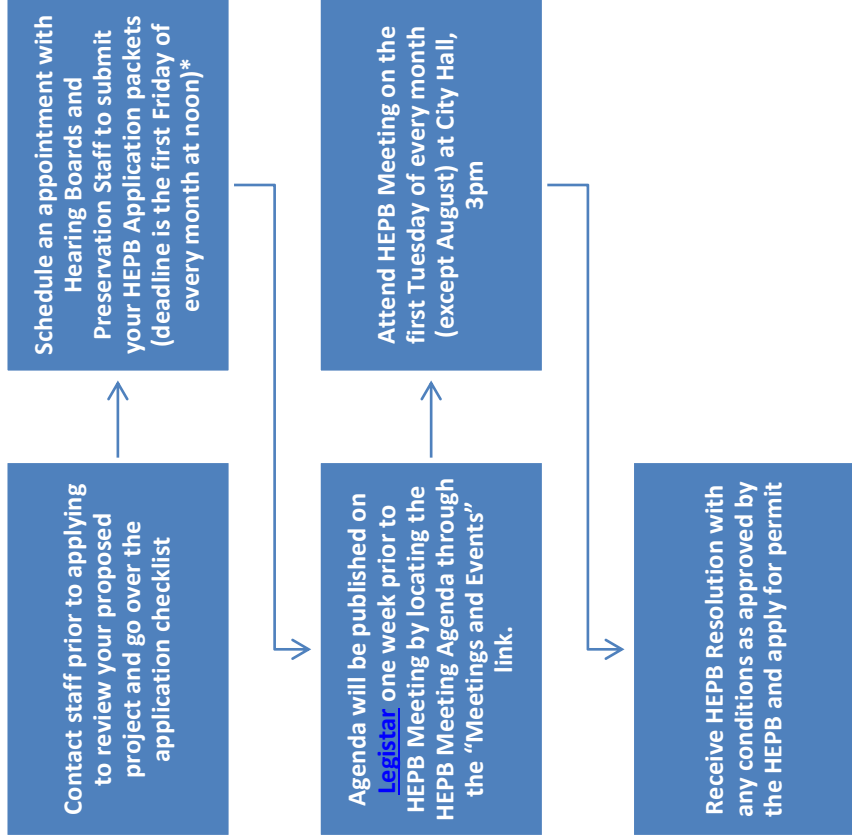 Contact staff prior to applying
to review your proposed
project and go over the
application checklist
Schedule an appointment with
Hearing Boards and
Preservation Staff to submit
your HEPB Application packets
(deadline is the first Friday of
every month at noon)*
Agenda will be published on
Legistar one week prior to
HEPB Meeting by locating the
HEPB Meeting Agenda through
the “Meetings and Events”
link.
Attend HEPB Meeting on the
first Tuesday of every month
(except August) at City Hall,
3pm
Receive HEPB Resolution with
any conditions as approved by
the HEPB and apply for permit